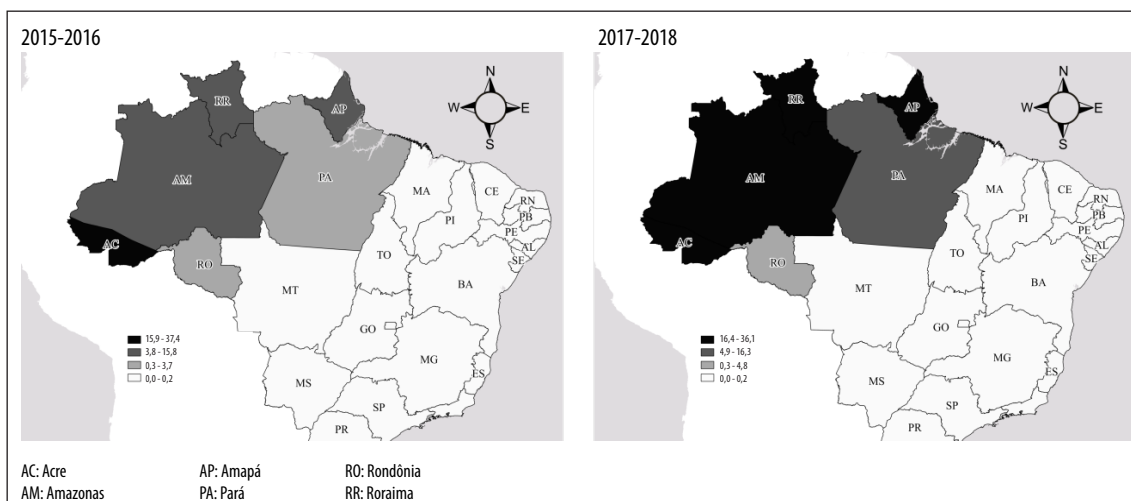 2015-2016
N
W E
S
RR
AP
AM
PA
AC
RO
MA
CE
RN
PB
PI
PE
AL
SE
TO
BA
MT
GO
MG
ES
MS
SP
PR
15,9 - 37,4
3,8 - 15,8
0,3 - 3,7
0,0 - 0,2
2017-2018
N
W E
S
RR
AP
AM
PA
AC
RO
MA
CE
RN
PB
PI
PE
AL
SE
TO
BA
MT
GO
MG
ES
MS
SP
PR
16,4 - 36,1
4,9 - 16,3
0,3 - 4,8
0,0 - 0,2
AC: Acre AP: Amapá RO: Rondônia
AM: Amazonas PA: Pará RR: Roraima